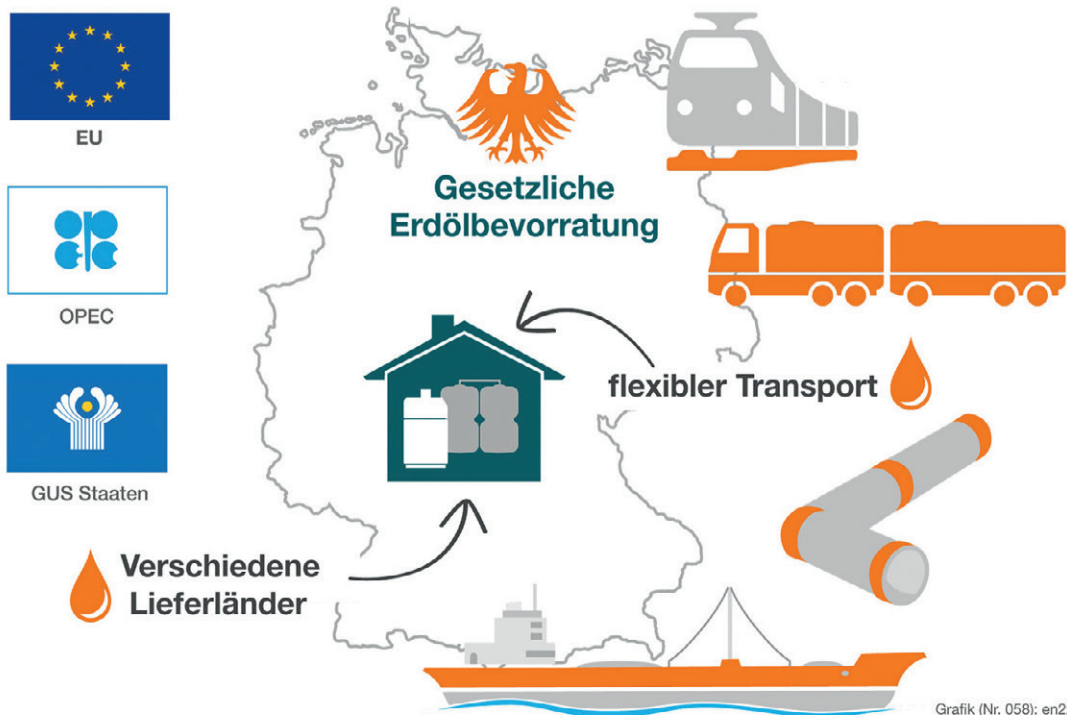 EU
OPEC
GUS Staaten
Gesetzliche
Erdölbevorratung
flexibler Transport
Verschiedene
Lieferländer
Grafik (Nr. 058): en2